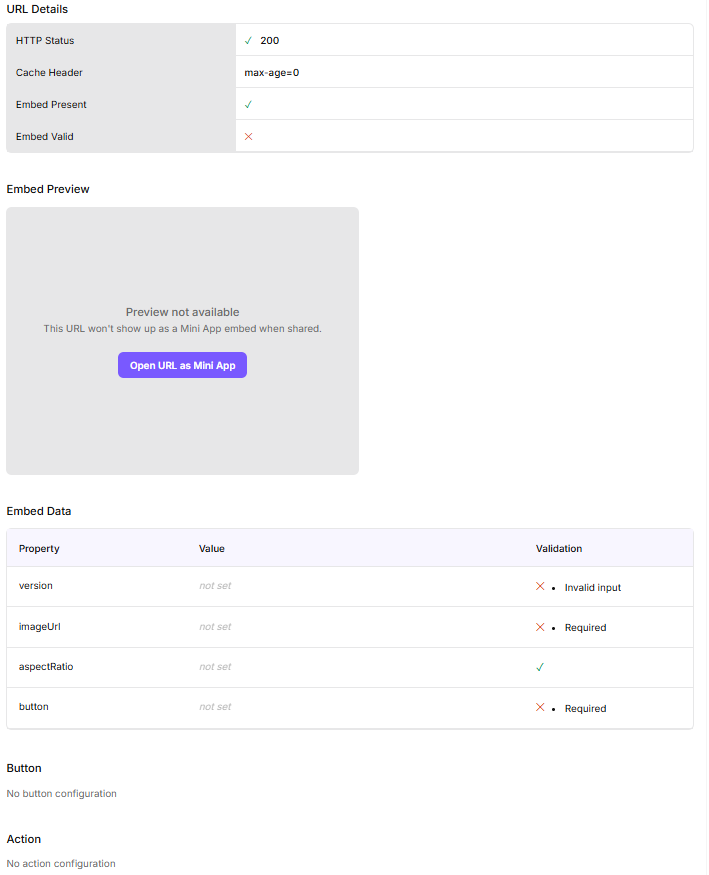 URL Details
HTTP Status ✓ 200
Cache Header max-age=0
Embed Present ✓
Embed Valid ✕
Embed Preview
Preview not available
This URL won't show up as a Mini App embed when shared.
Open URL as Mini App
Embed Data
Property Value Validation
version not set ✕ • Invalid input
imageUrl not set ✕ • Required
aspectRatio not set ✓
button not set ✕ • Required
Button
No button configuration
Action
No action configuration